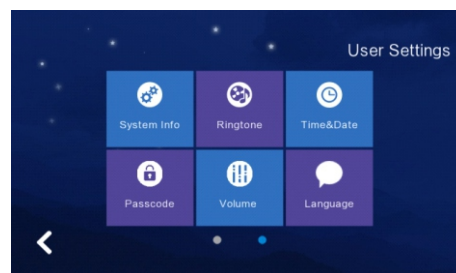 User Settings
System Info Ringtone Time&Date
Passcode Volume Language